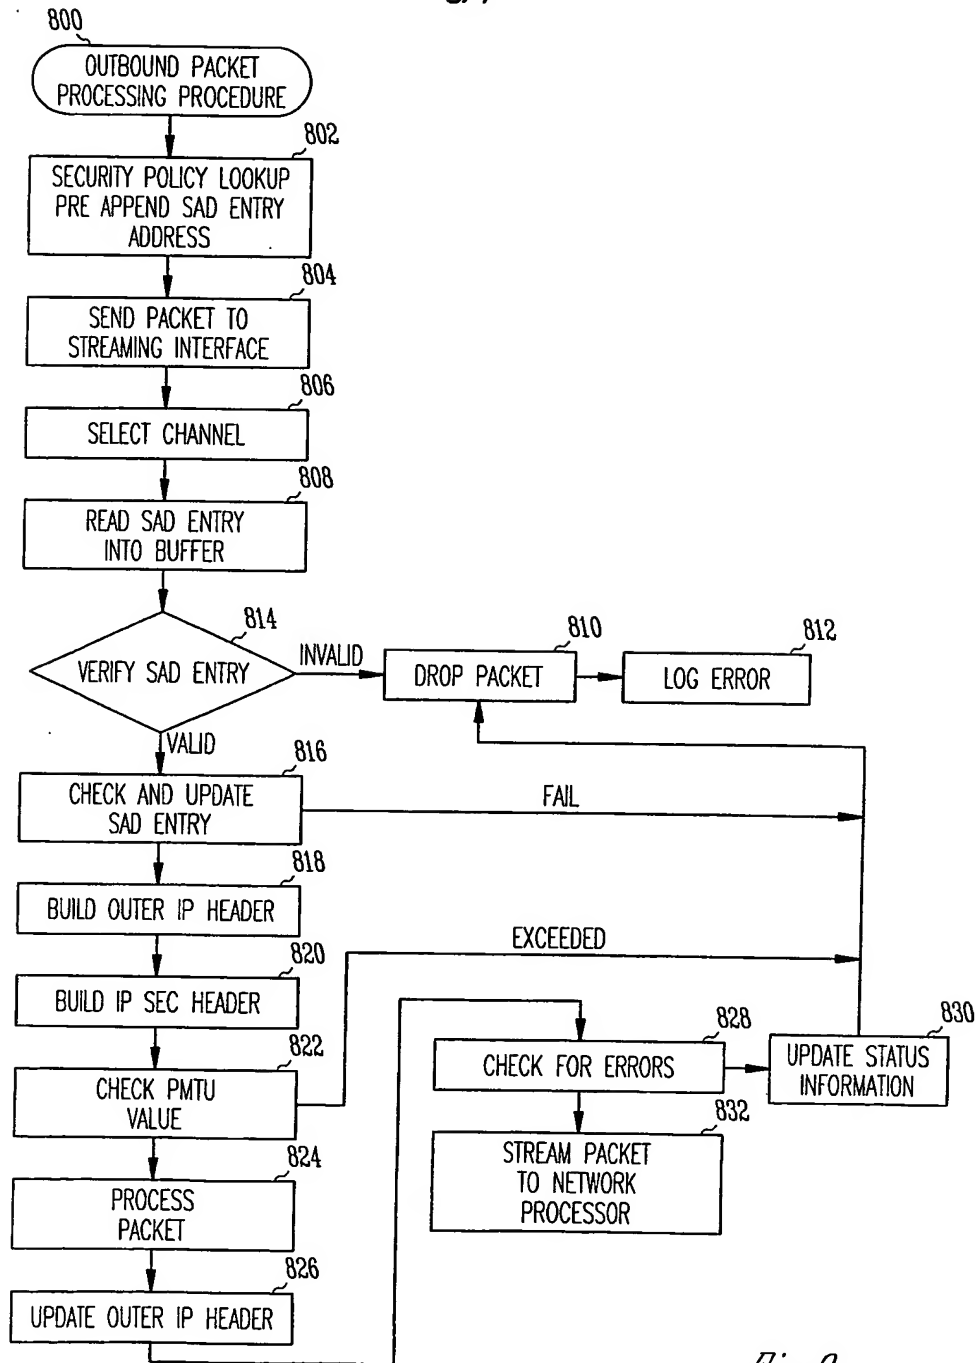 800
OUTBOUND PACKET
PROCESSING PROCEDURE
802
SECURITY POLICY LOOKUP
PRE APPEND SAD ENTRY
ADDRESS
804
SEND PACKET TO
STREAMING INTERFACE
806
SELECT CHANNEL
808
READ SAD ENTRY
INTO BUFFER
814
VERIFY SAD ENTRY
INVALID
810
DROP PACKET
812
LOG ERROR
VALID
816
CHECK AND UPDATE
SAD ENTRY
FAIL
818
BUILD OUTER IP HEADER
820
BUILD IP SEC HEADER
EXCEEDED
822
CHECK PMTU
VALUE
828
CHECK FOR ERRORS
830
UPDATE STATUS
INFORMATION
832
STREAM PACKET
TO NETWORK
PROCESSOR
824
PROCESS
PACKET
826
UPDATE OUTER IP HEADER